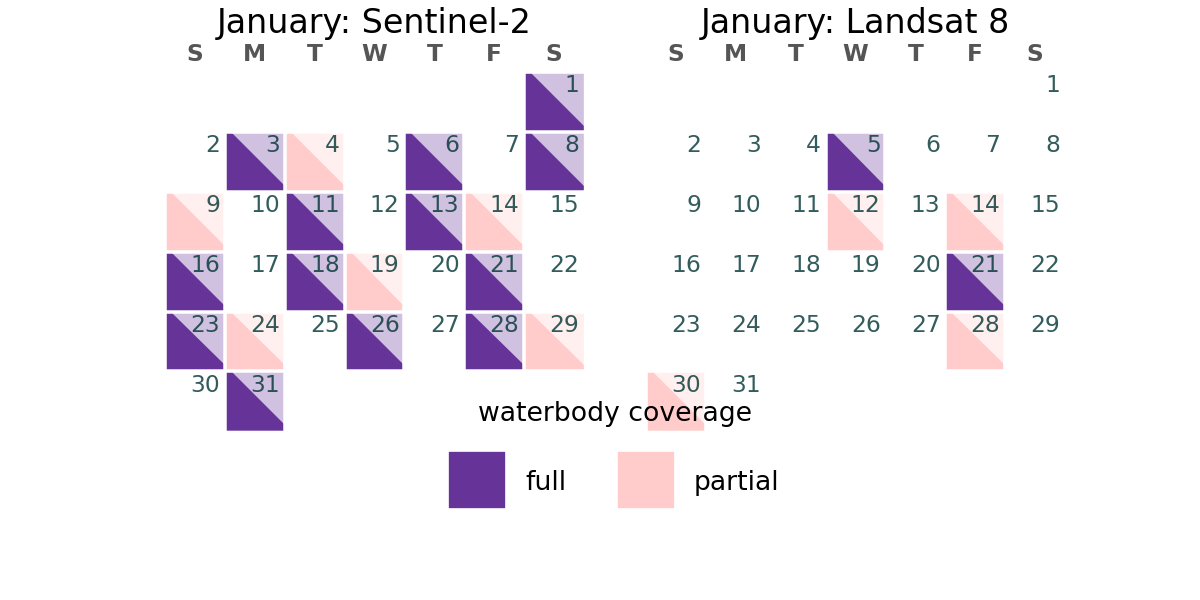 January: Sentinel-2
S M T W T F S
1
2 3 4 5 6 7 8
9 10 11 12 13 14 15
16 17 18 19 20 21 22
23 24 25 26 27 28 29
30 31
January: Landsat 8
S M T W T F S
1
2 3 4 5 6 7 8
9 10 11 12 13 14 15
16 17 18 19 20 21 22
23 24 25 26 27 28 29
30 31
waterbody coverage
full partial